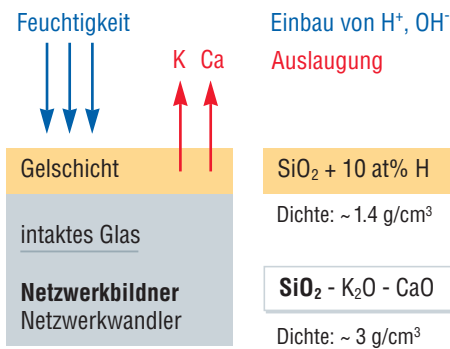 Feuchtigkeit
Einbau von H⁺, OH⁻
K Ca
Auslaugung
Gelschicht
SiO₂ + 10 at% H
Dichte: ~ 1.4 g/cm³
intaktes Glas
Netzwerkbildner
SiO₂ - K₂O - CaO
Netzwerkwandler
Dichte: ~ 3 g/cm³